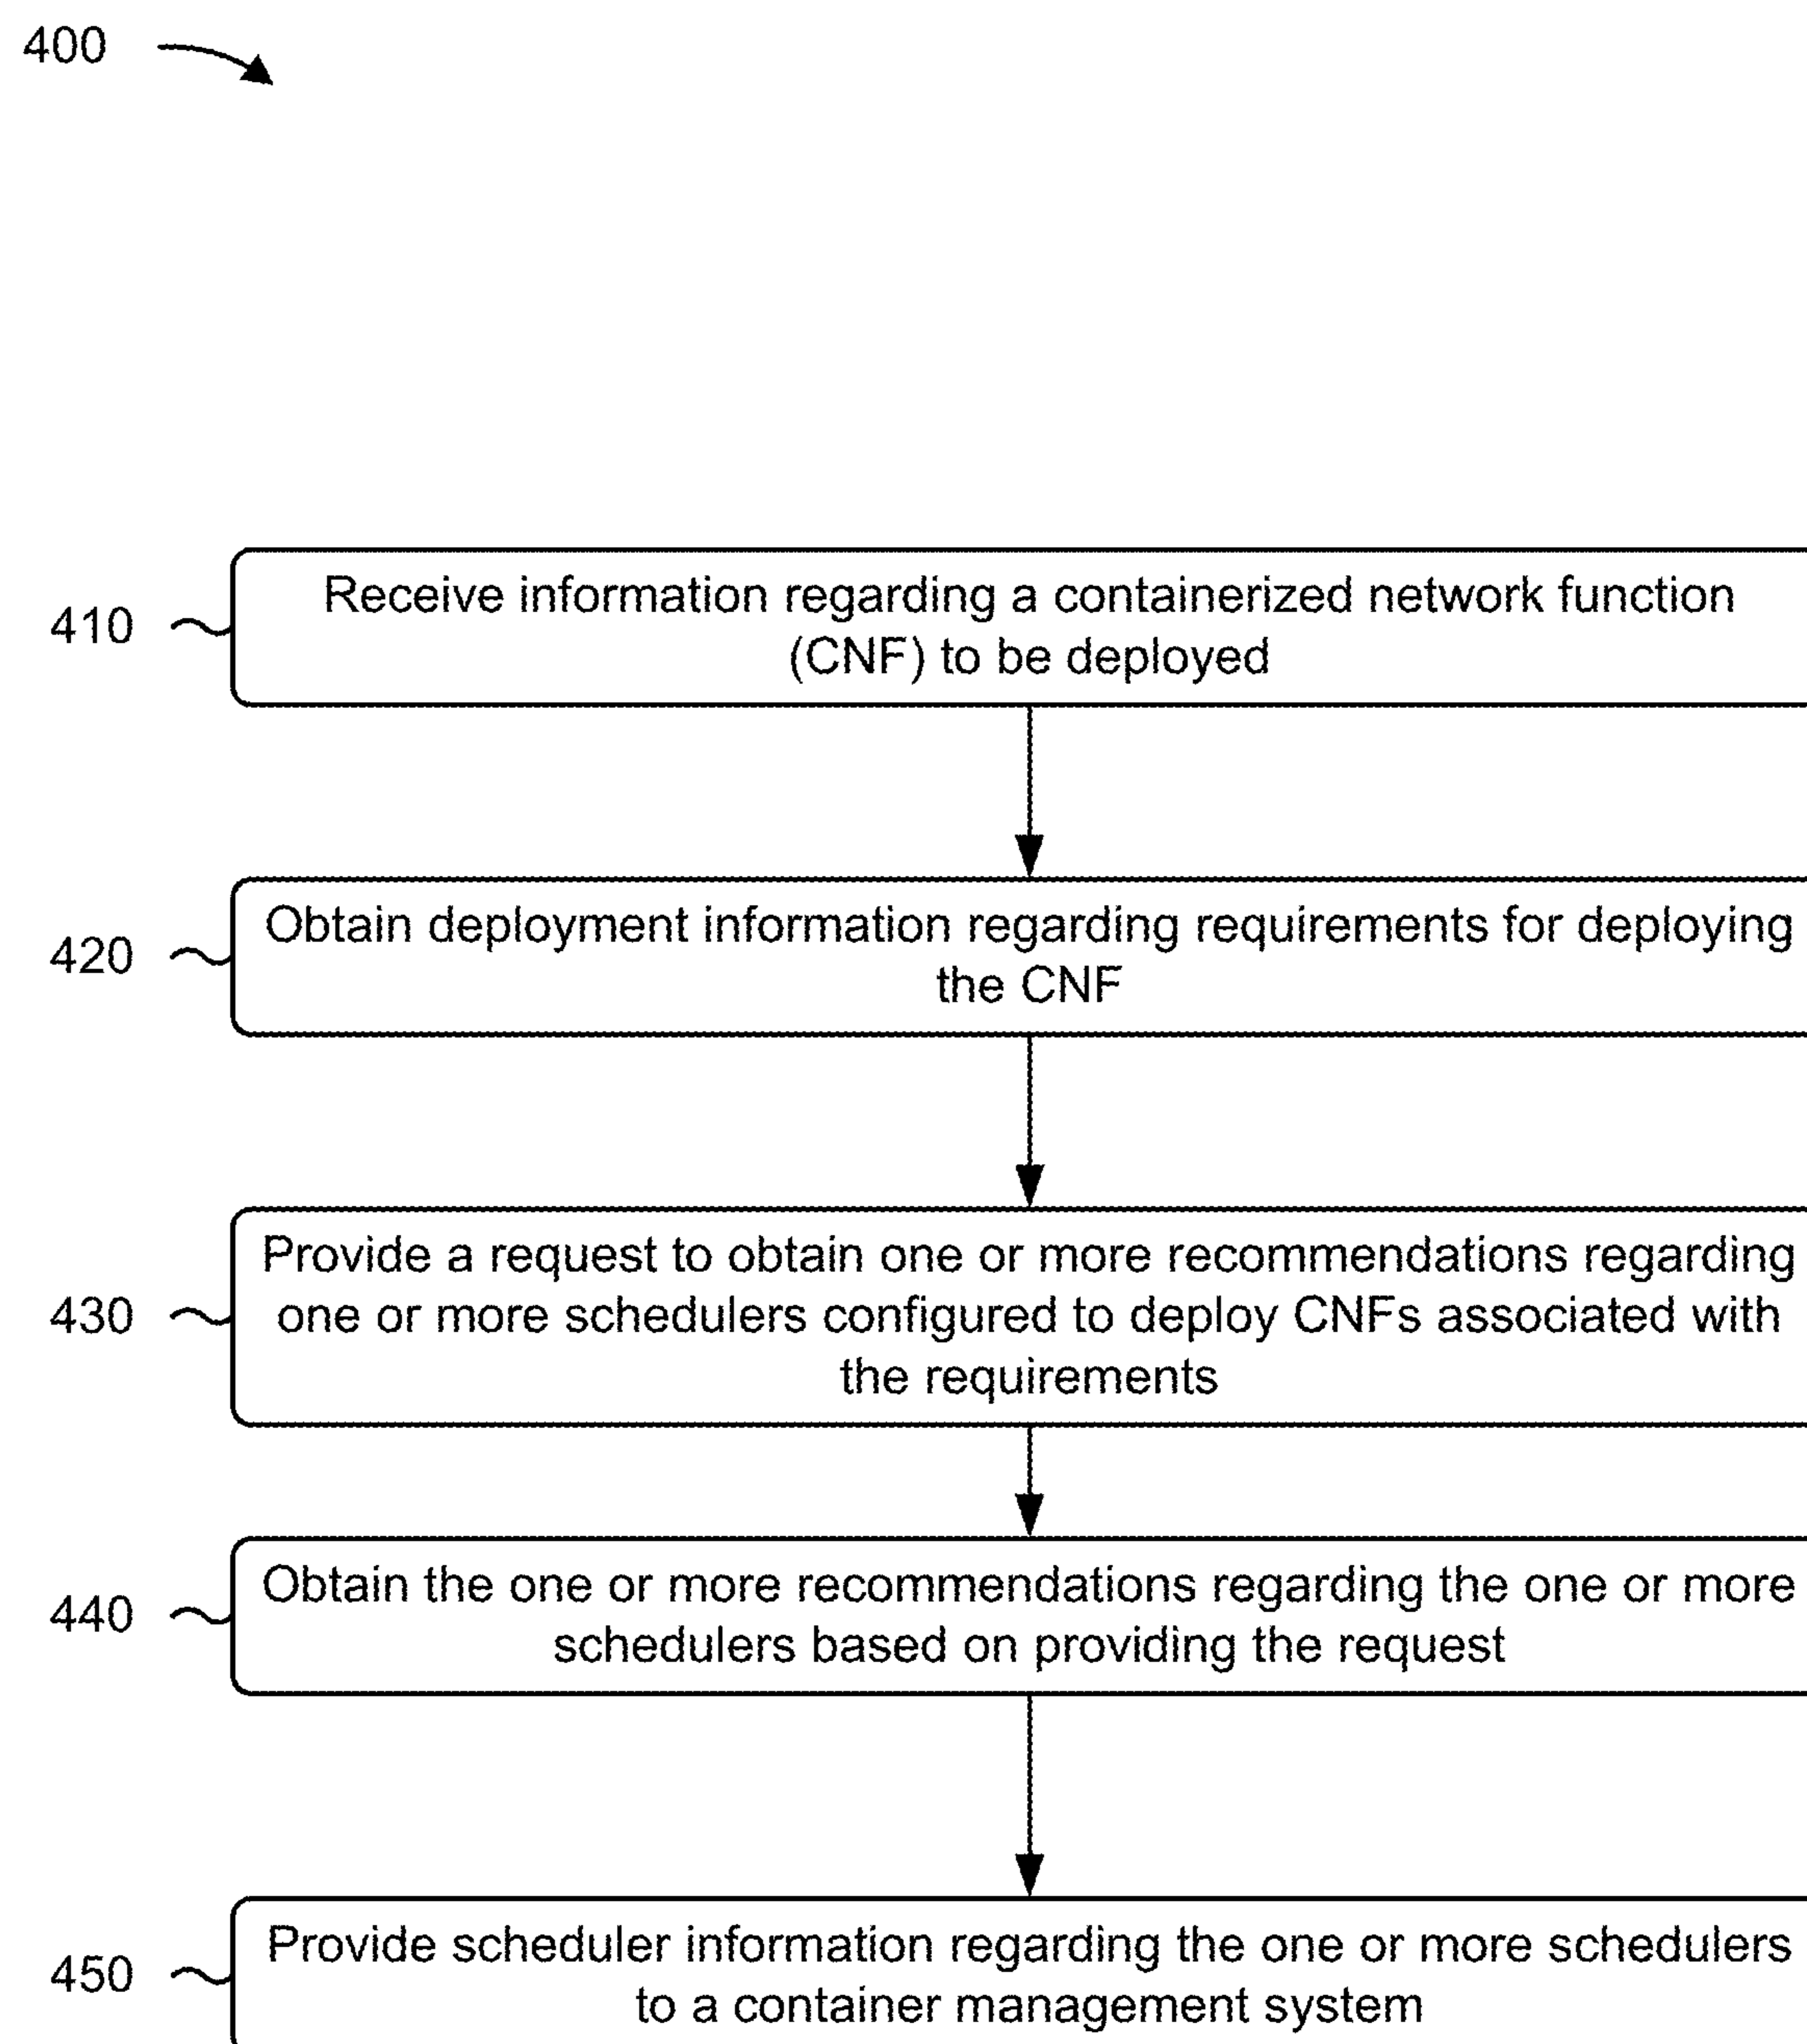 400
410
Receive information regarding a containerized network function
(CNF) to be deployed
420
Obtain deployment information regarding requirements for deploying
the CNF
430
Provide a request to obtain one or more recommendations regarding
one or more schedulers configured to deploy CNFs associated with
the requirements
440
Obtain the one or more recommendations regarding the one or more
schedulers based on providing the request
450
Provide scheduler information regarding the one or more schedulers
to a container management system